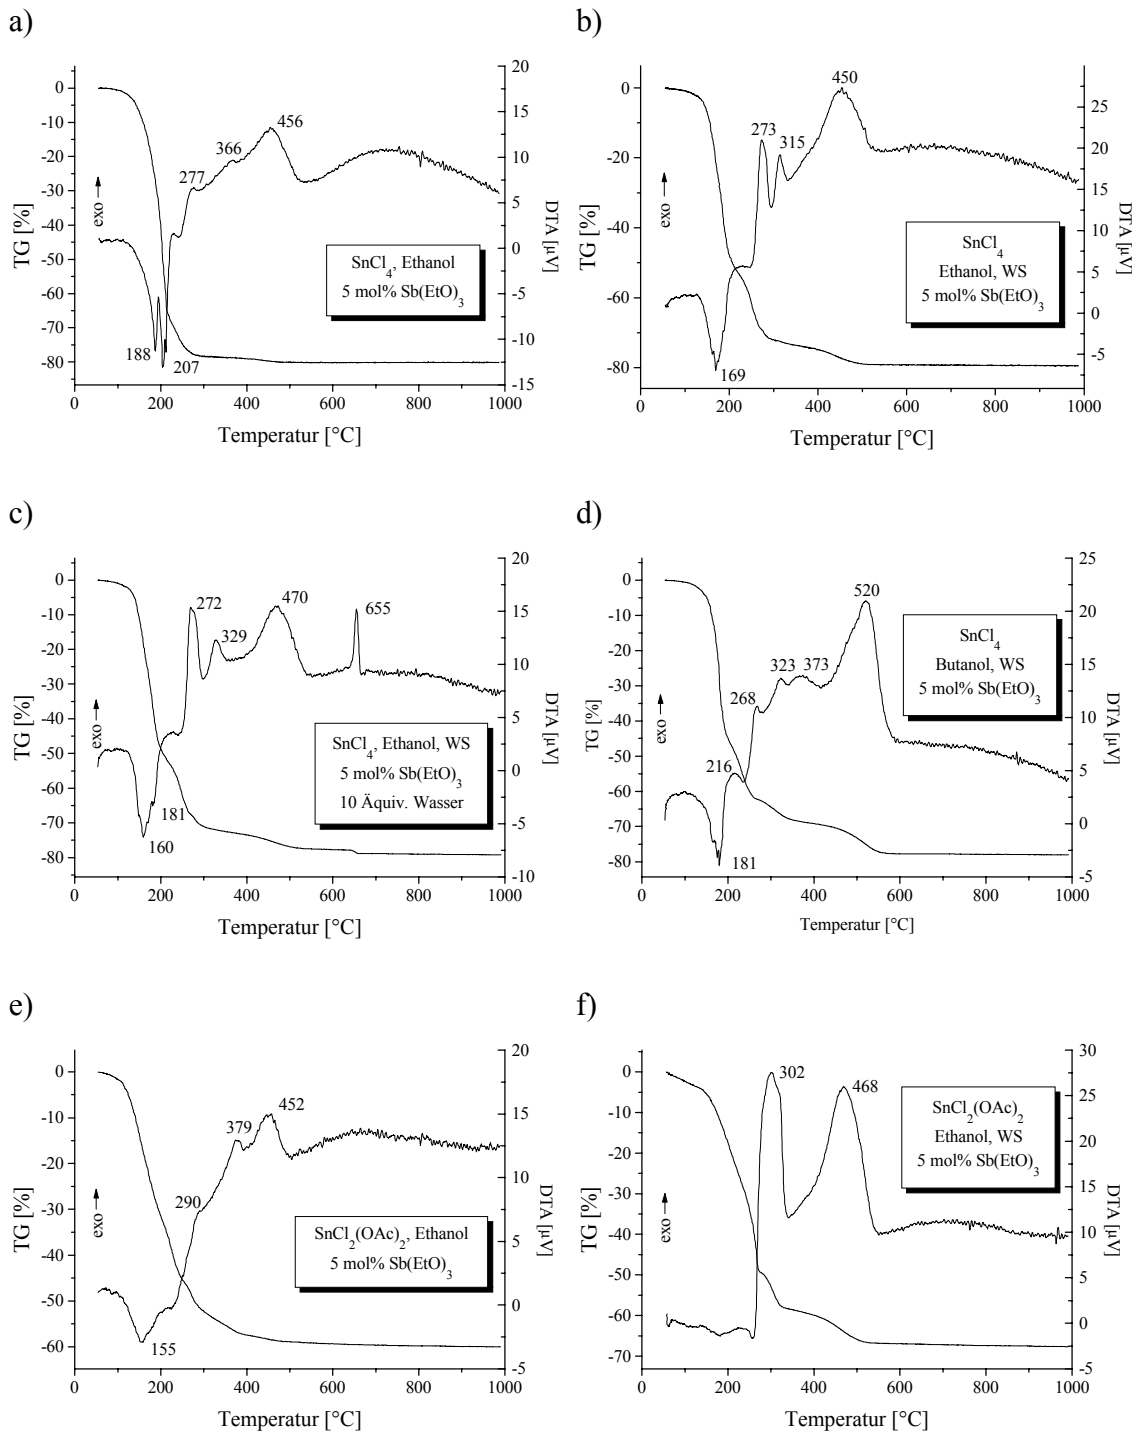 a)
0
-10
-20
-30
-40
-50
-60
-70
-80
TG [%]
exo
188
207
277
366
456
SnCl4, Ethanol
5 mol% Sb(EtO)3
20
15
10
5
0
-5
-10
-15
DTA [µV]
0 200 400 600 800 1000
Temperatur [°C]
b)
0
-20
-40
-60
-80
TG [%]
exo
169
273
315
450
SnCl4
Ethanol, WS
5 mol% Sb(EtO)3
25
20
15
10
5
0
-5
DTA [µV]
0 200 400 600 800 1000
Temperatur [°C]
c)
0
-10
-20
-30
-40
-50
-60
-70
-80
TG [%]
exo
160
181
272
329
470
655
SnCl4, Ethanol, WS
5 mol% Sb(EtO)3
10 Äquiv. Wasser
20
15
10
5
0
-5
-10
DTA [µV]
0 200 400 600 800 1000
Temperatur [°C]
d)
0
-10
-20
-30
-40
-50
-60
-70
-80
TG [%]
exo
181
216
268
323
373
520
SnCl4
Butanol, WS
5 mol% Sb(EtO)3
25
20
15
10
5
0
-5
DTA [µV]
0 200 400 600 800 1000
Temperatur [°C]
e)
0
-10
-20
-30
-40
-50
-60
TG [%]
exo
155
290
379
452
SnCl2(OAc)2, Ethanol
5 mol% Sb(EtO)3
20
15
10
5
0
-5
DTA [µV]
0 200 400 600 800 1000
Temperatur [°C]
f)
0
-10
-20
-30
-40
-50
-60
-70
TG [%]
exo
302
468
SnCl2(OAc)2
Ethanol, WS
5 mol% Sb(EtO)3
30
25
20
15
10
5
0
-5
DTA [µV]
0 200 400 600 800 1000
Temperatur [°C]